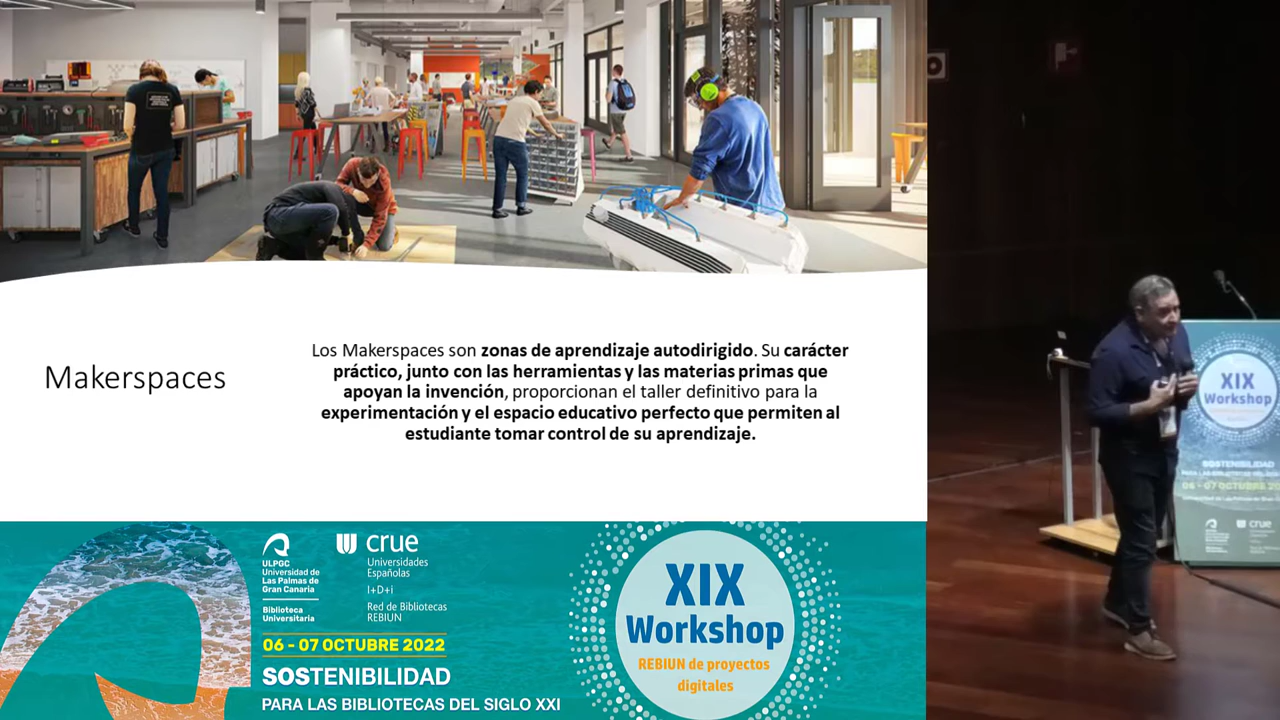 Makerspaces
Los Makerspaces son zonas de aprendizaje autodirigido. Su carácter
práctico, junto con las herramientas y las materias primas que
apoyan la invención, proporcionan el taller definitivo para la
experimentación y el espacio educativo perfecto que permiten al
estudiante tomar control de su aprendizaje.
ULPGC
Universidad de
Las Palmas de
Gran Canaria
Biblioteca
Universitaria
crue
Universidades
Españolas
I+D+i
Red de Bibliotecas
REBIUN
06 - 07 OCTUBRE 2022
SOSTENIBILIDAD
PARA LAS BIBLIOTECAS DEL SIGLO XXI
XIX
Workshop
REBIUN de proyectos
digitales
XIX
Workshop
SOSTENIBILIDAD
06 - 07 OCTUBRE 20
crue